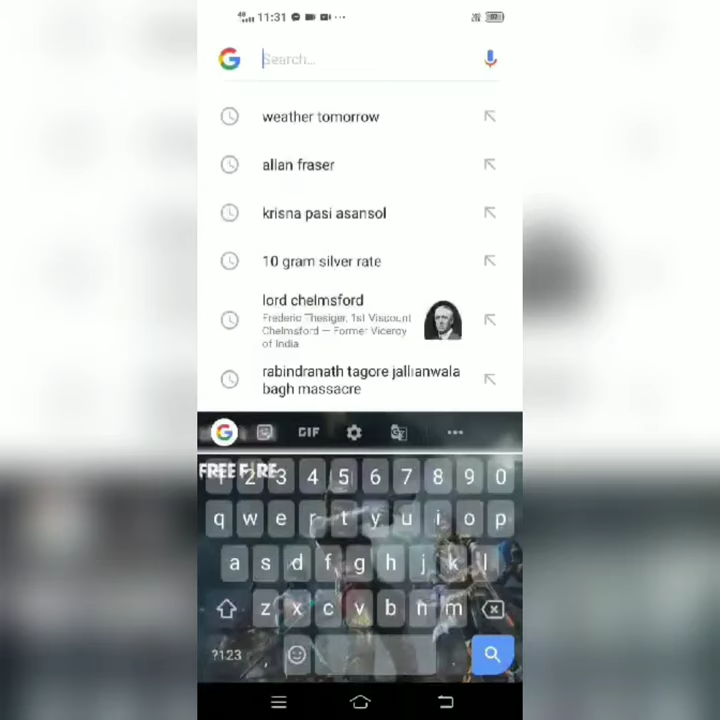 4G 11:31
Search...
weather tomorrow
allan fraser
krisna pasi asansol
10 gram silver rate
lord chelmsford
Frederic Thesiger, 1st Viscount
Chelmsford — Former Viceroy
of India
rabindranath tagore jallianwala
bagh massacre
GIF
FREE FIRE
1 2 3 4 5 6 7 8 9 0
q w e r t y u i o p
a s d f g h j k l
z x c v b n m
?123